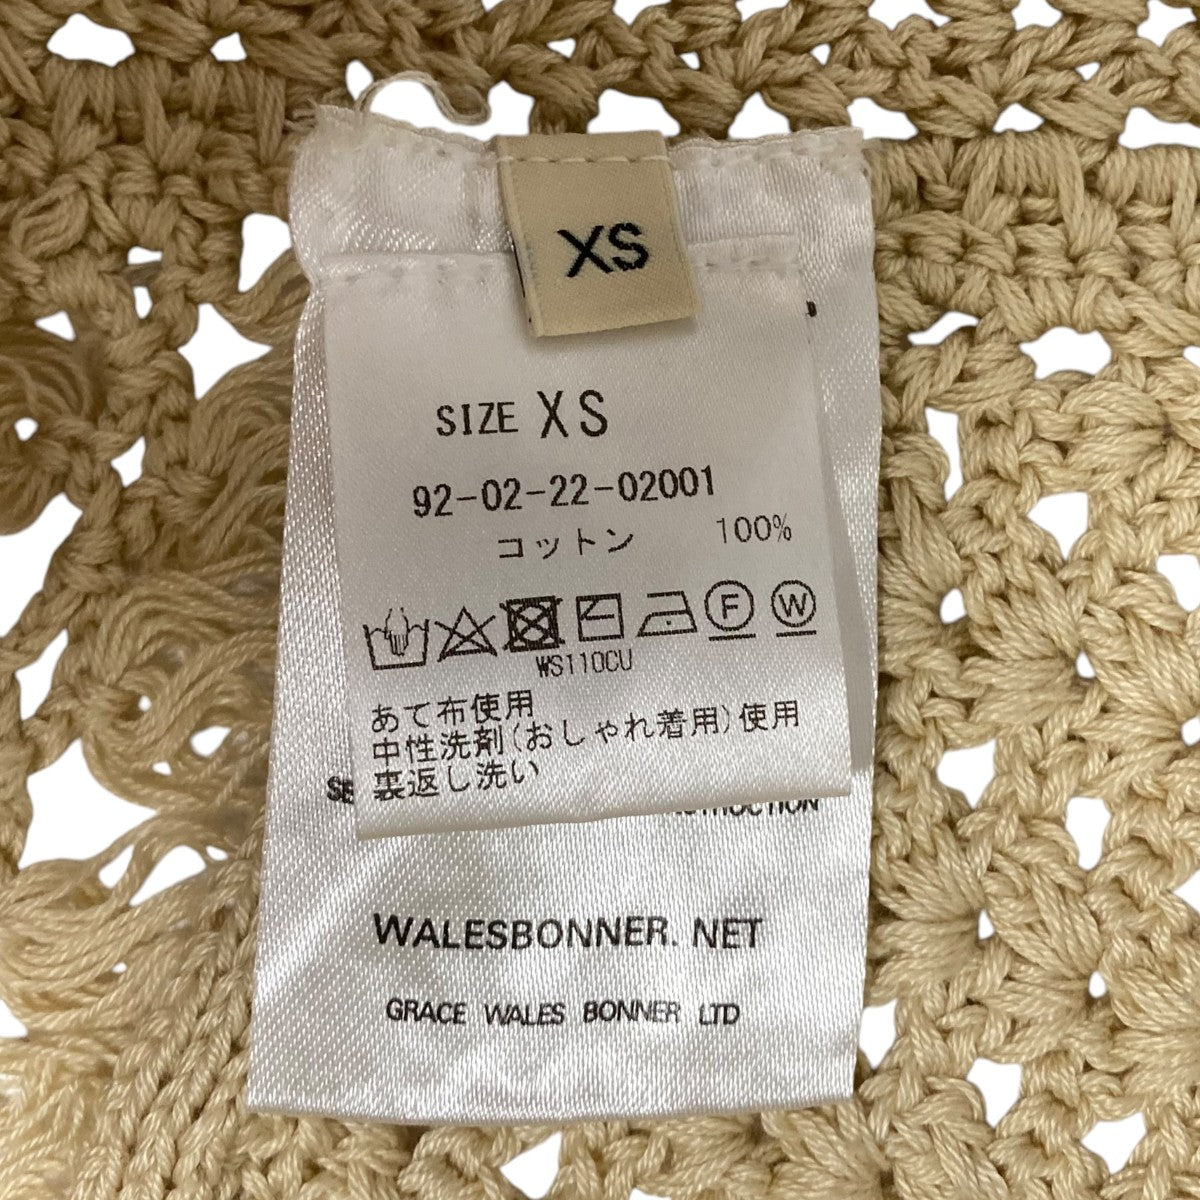 XS
SIZE XS
92-02-22-02001
コットン 100%
F W
WS110CU
あて布使用
中性洗剤(おしゃれ着用)使用
裏返し洗い
WALESBONNER. NET
GRACE WALES BONNER LTD